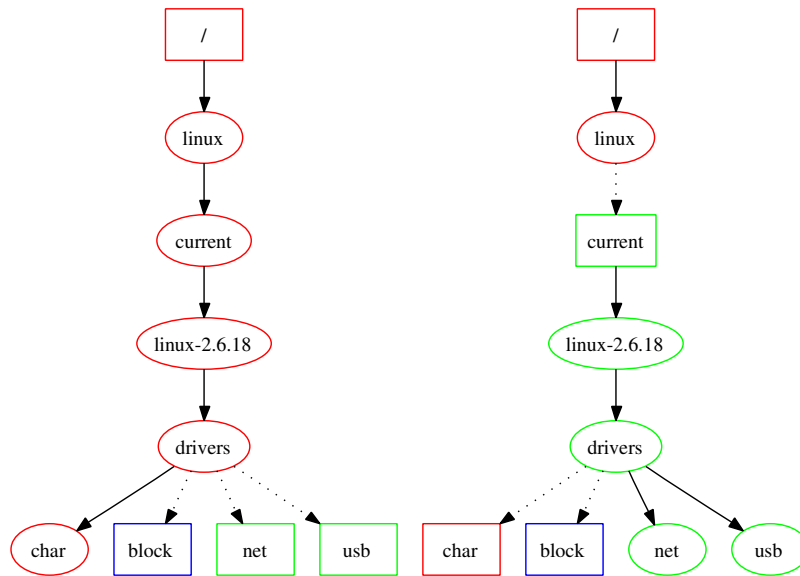 /
linux
current
linux-2.6.18
drivers
char
block
net
usb
/
linux
current
linux-2.6.18
drivers
char
block
net
usb